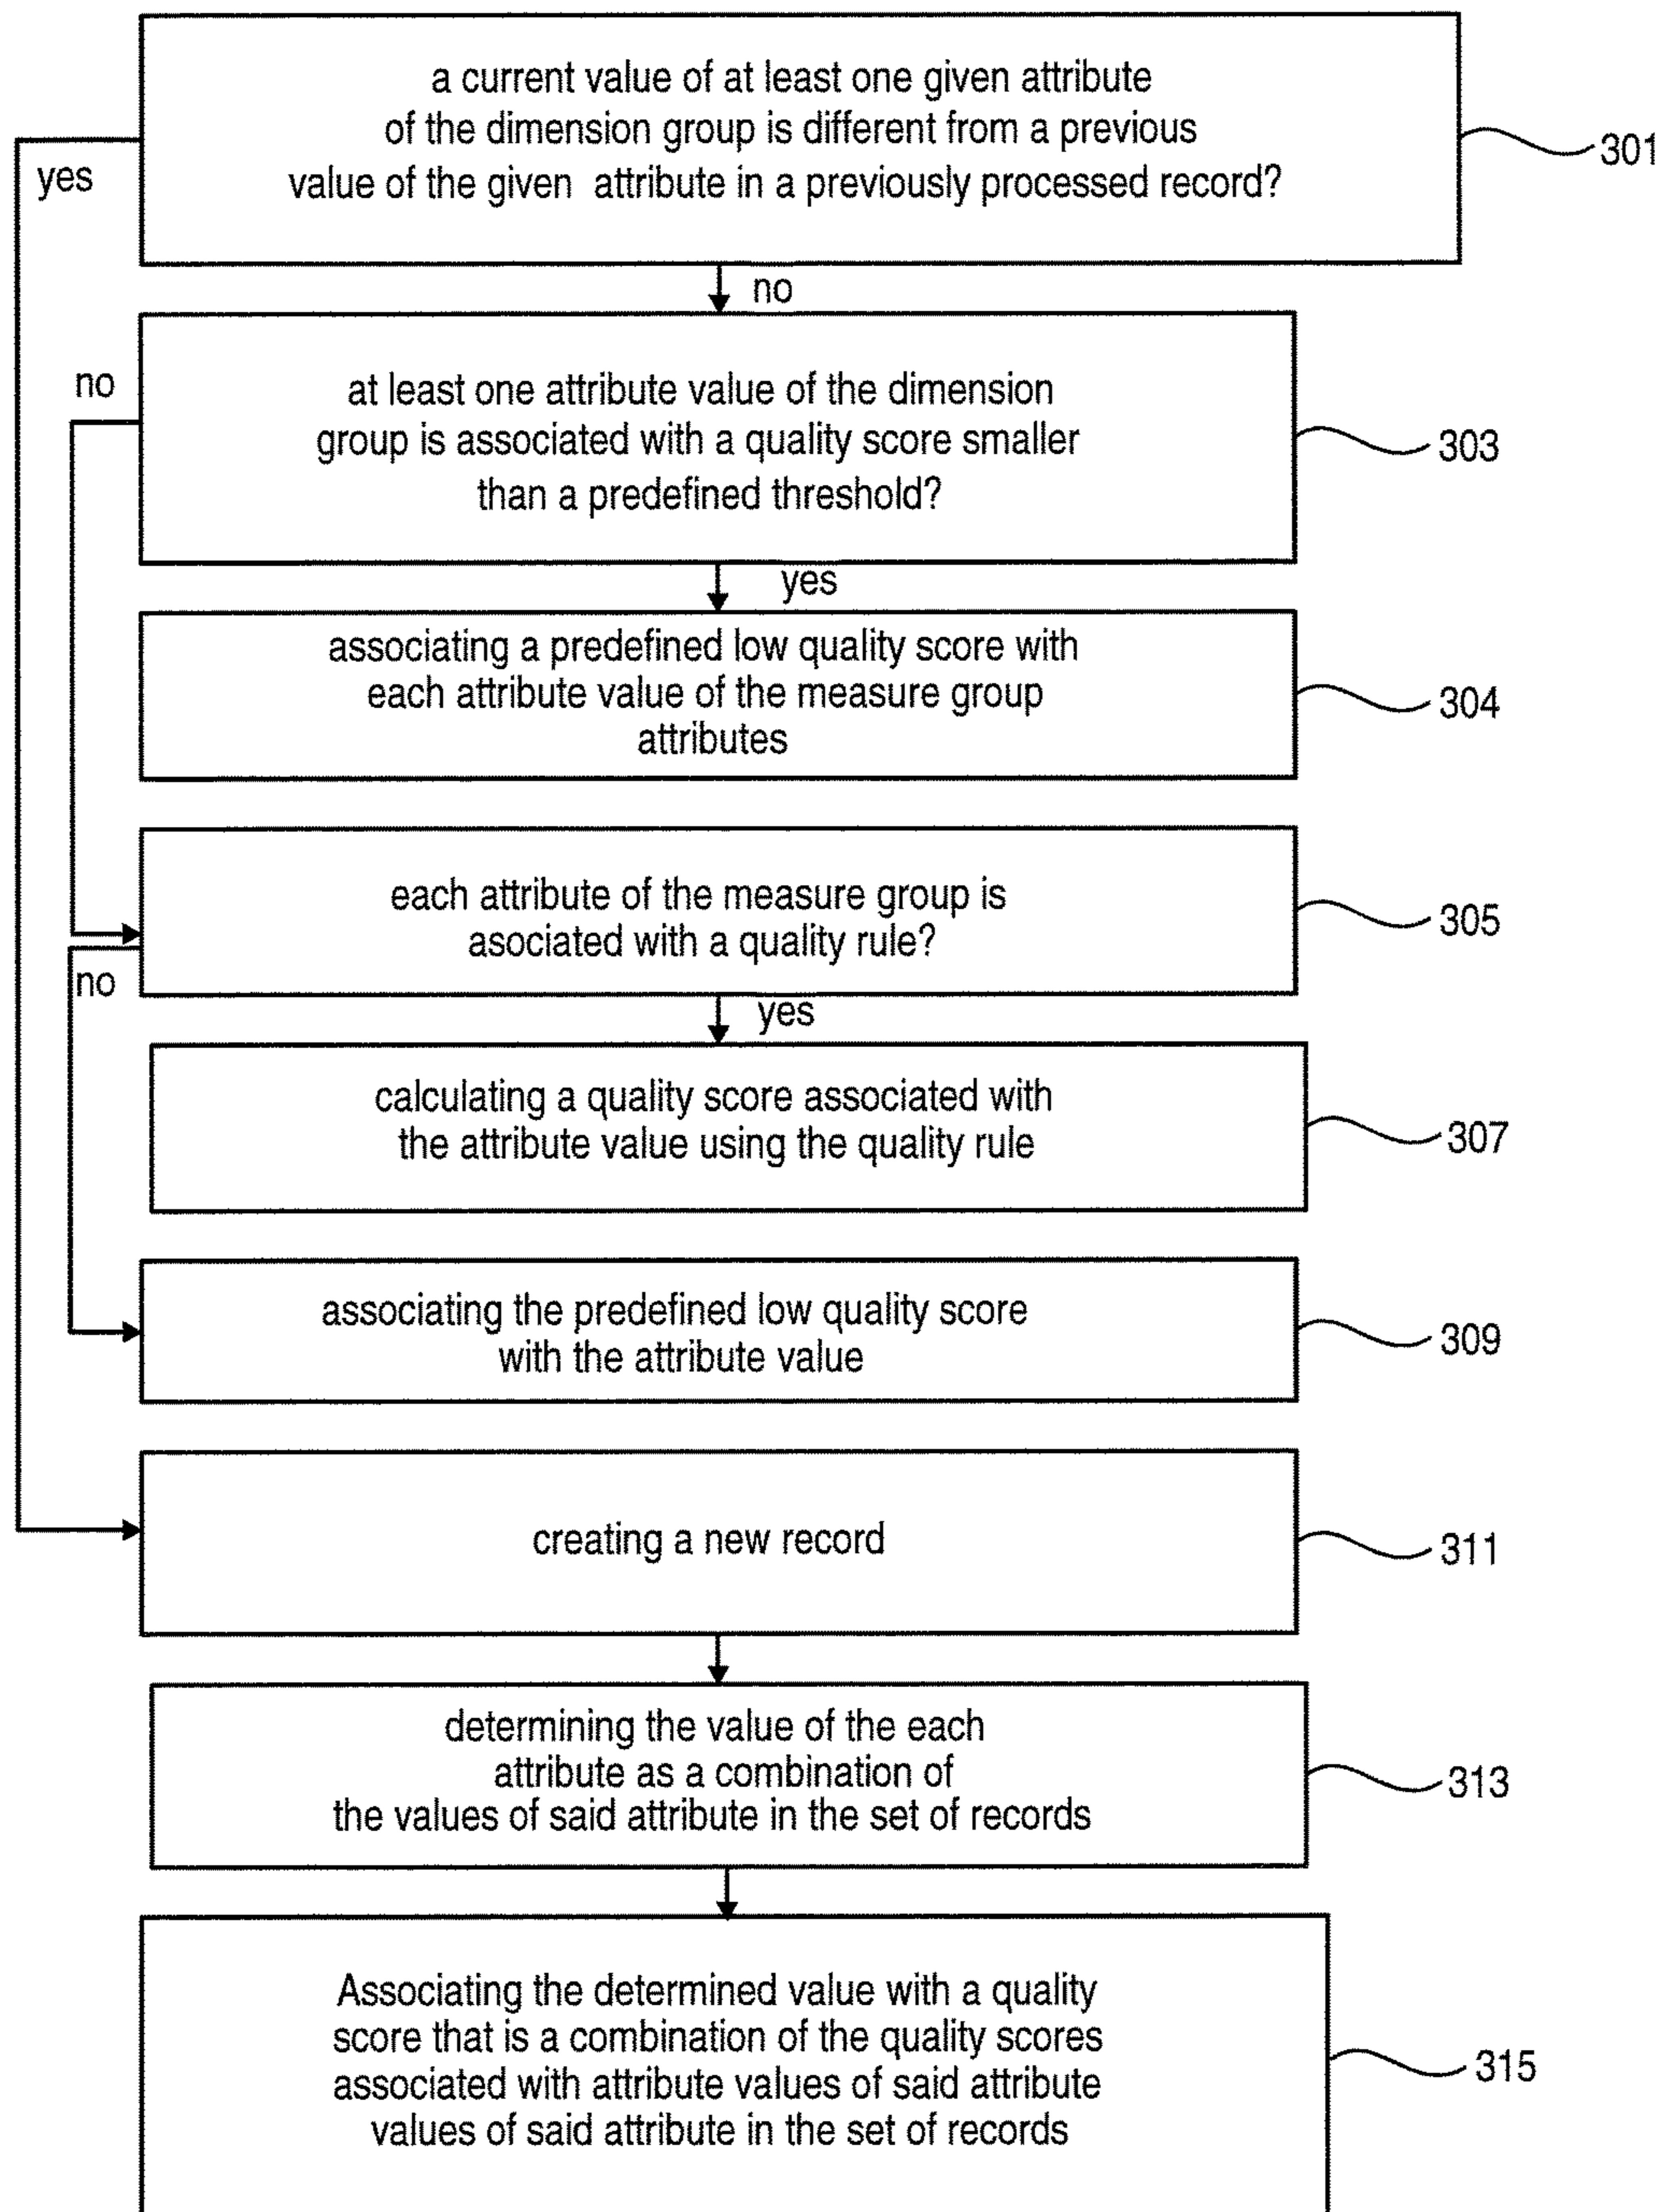 a current value of at least one given attribute
of the dimension group is different from a previous
value of the given attribute in a previously processed record?
301
yes
no
at least one attribute value of the dimension
group is associated with a quality score smaller
than a predefined threshold?
303
no
yes
associating a predefined low quality score with
each attribute value of the measure group
attributes
304
each attribute of the measure group is
asociated with a quality rule?
305
no
yes
calculating a quality score associated with
the attribute value using the quality rule
307
associating the predefined low quality score
with the attribute value
309
creating a new record
311
determining the value of the each
attribute as a combination of
the values of said attribute in the set of records
313
Associating the determined value with a quality
score that is a combination of the quality scores
associated with attribute values of said attribute
values of said attribute in the set of records
315